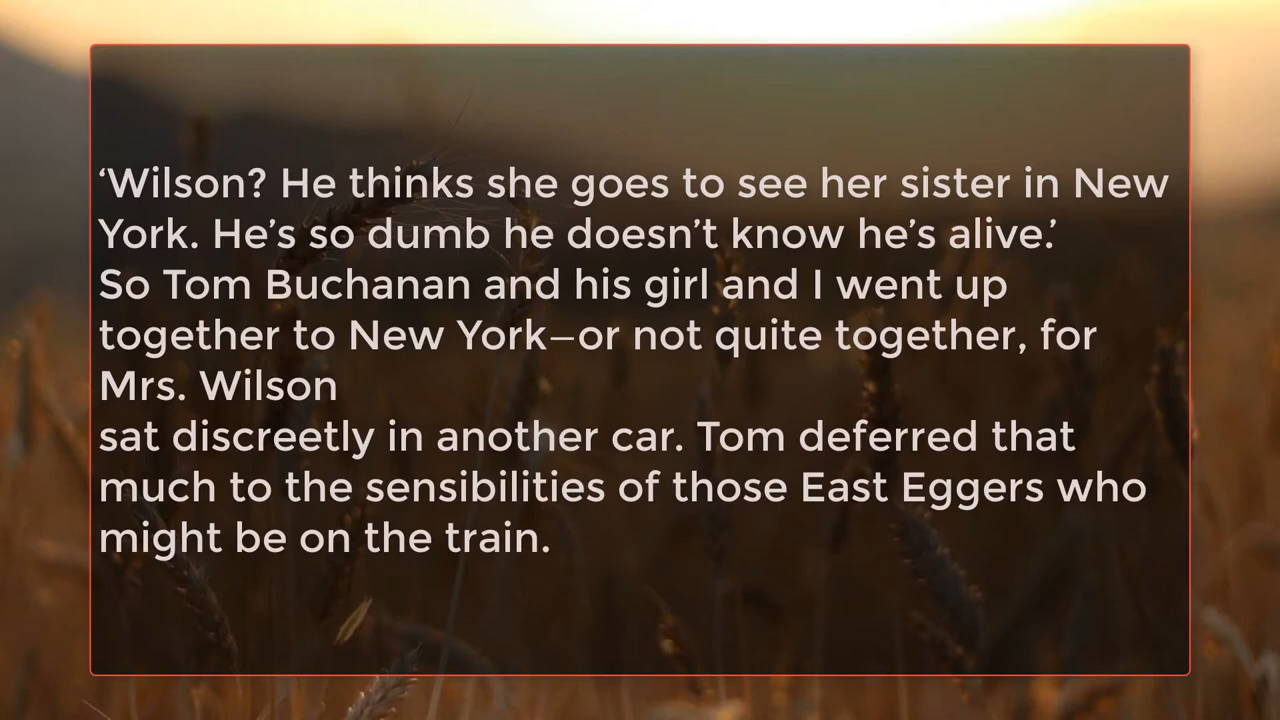 ‘Wilson? He thinks she goes to see her sister in New
York. He’s so dumb he doesn’t know he’s alive.’
So Tom Buchanan and his girl and I went up
together to New York—or not quite together, for
Mrs. Wilson
sat discreetly in another car. Tom deferred that
much to the sensibilities of those East Eggers who
might be on the train.